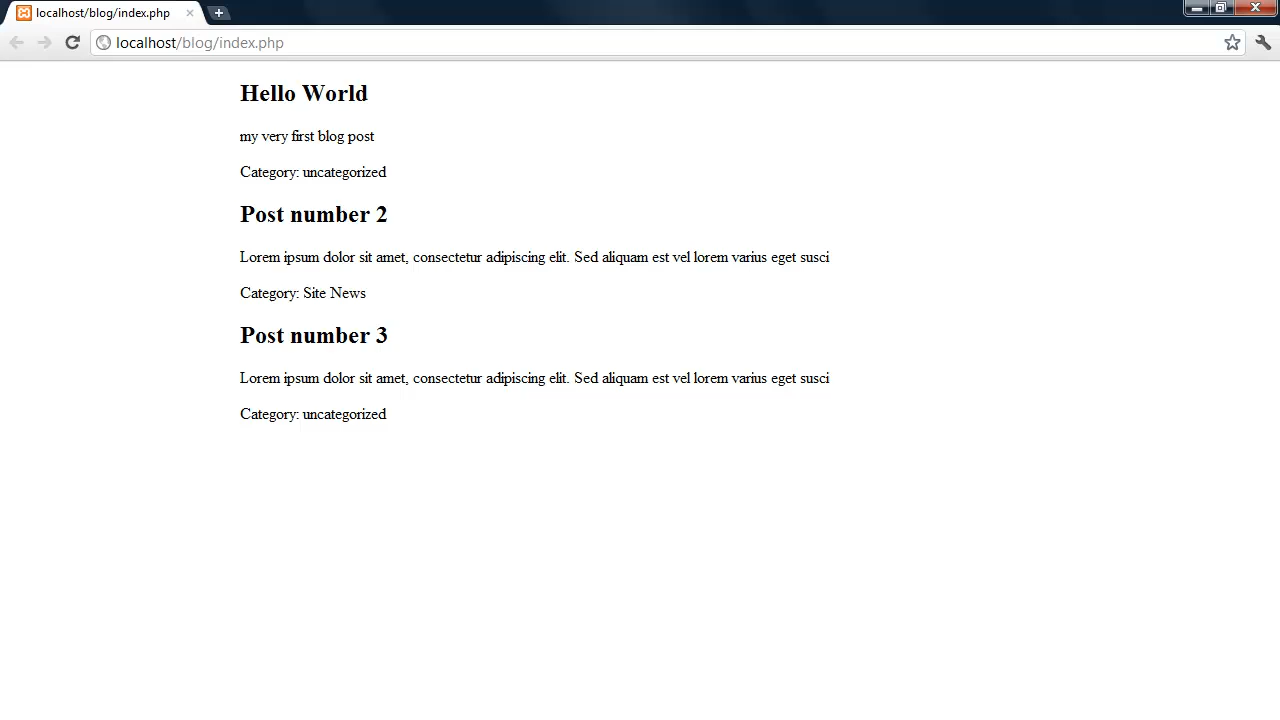 localhost/blog/index.php
localhost/blog/index.php
Hello World
my very first blog post
Category: uncategorized
Post number 2
Lorem ipsum dolor sit amet, consectetur adipiscing elit. Sed aliquam est vel lorem varius eget susci
Category: Site News
Post number 3
Lorem ipsum dolor sit amet, consectetur adipiscing elit. Sed aliquam est vel lorem varius eget susci
Category: uncategorized